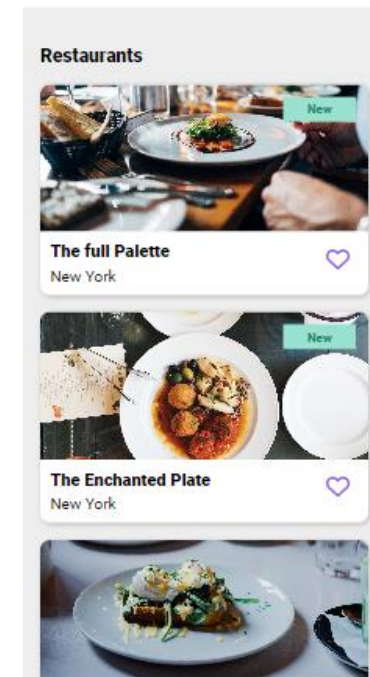 Restaurants
New
The full Palette
New York
New
The Enchanted Plate
New York